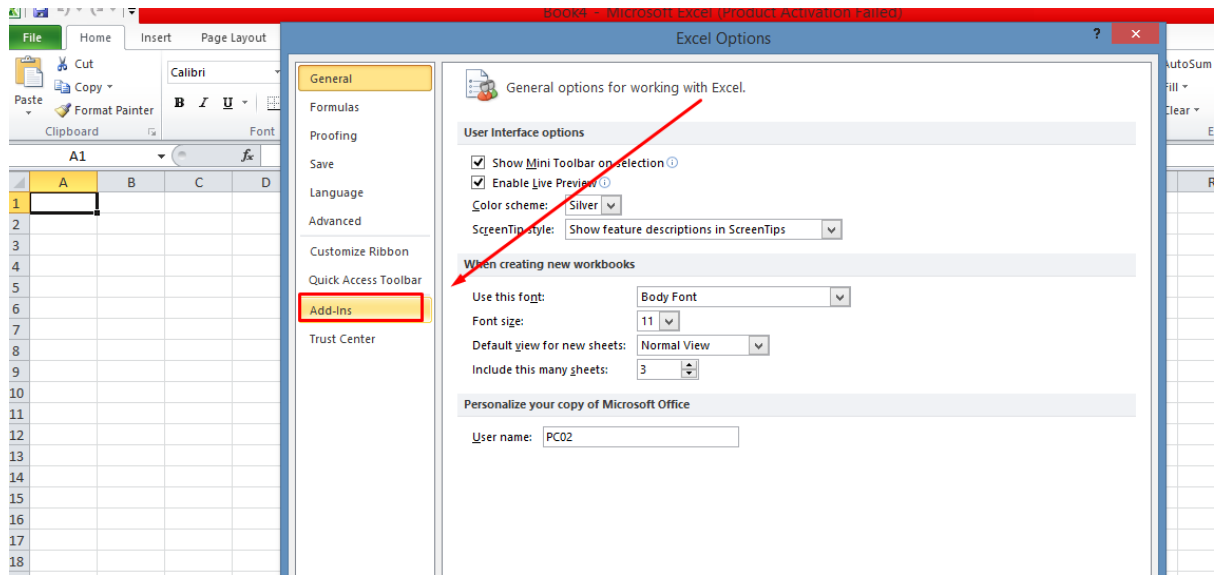 Book4 - Microsoft Excel (Product Activation Failed)
File Home Insert Page Layout
Excel Options
?
Cut
Copy
Format Painter
Paste
Clipboard
Calibri
B I U
Font
AutoSum
Fill
Clear
A1
fx
A B C D
R
1
2
3
4
5
6
7
8
9
10
11
12
13
14
15
16
17
18
General
Formulas
Proofing
Save
Language
Advanced
Customize Ribbon
Quick Access Toolbar
Add-Ins
Trust Center
General options for working with Excel.
User Interface options
Show Mini Toolbar on selection
Enable Live Preview
Color scheme: Silver
ScreenTip style: Show feature descriptions in ScreenTips
When creating new workbooks
Use this font: Body Font
Font size: 11
Default view for new sheets: Normal View
Include this many sheets: 3
Personalize your copy of Microsoft Office
User name: PC02